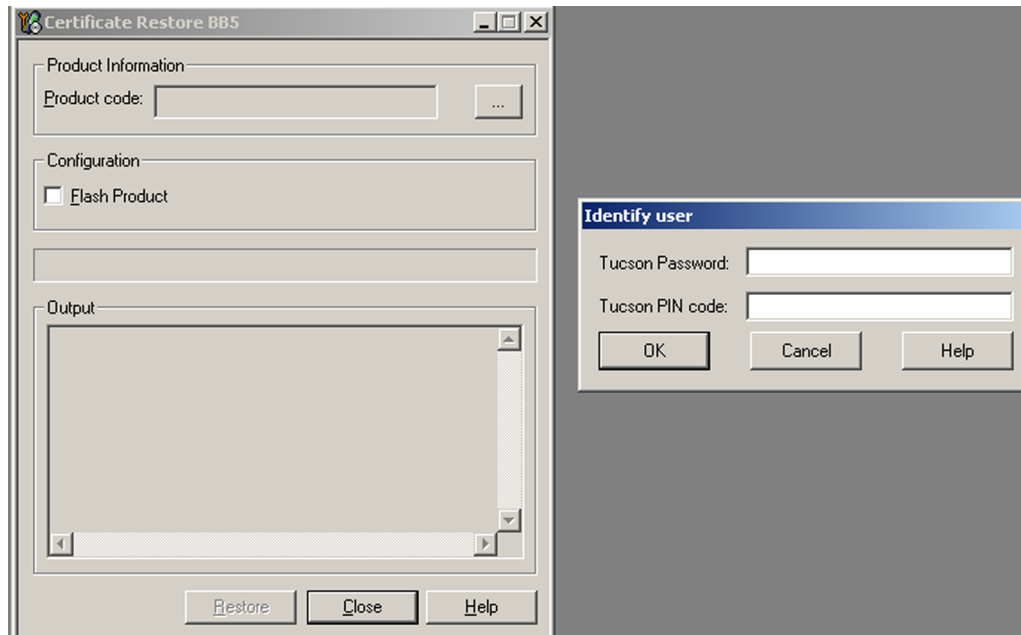 Certificate Restore BB5
Product Information
Product code:
...
Configuration
Flash Product
Output
Restore
Close
Help
Identify user
Tucson Password:
Tucson PIN code:
OK
Cancel
Help